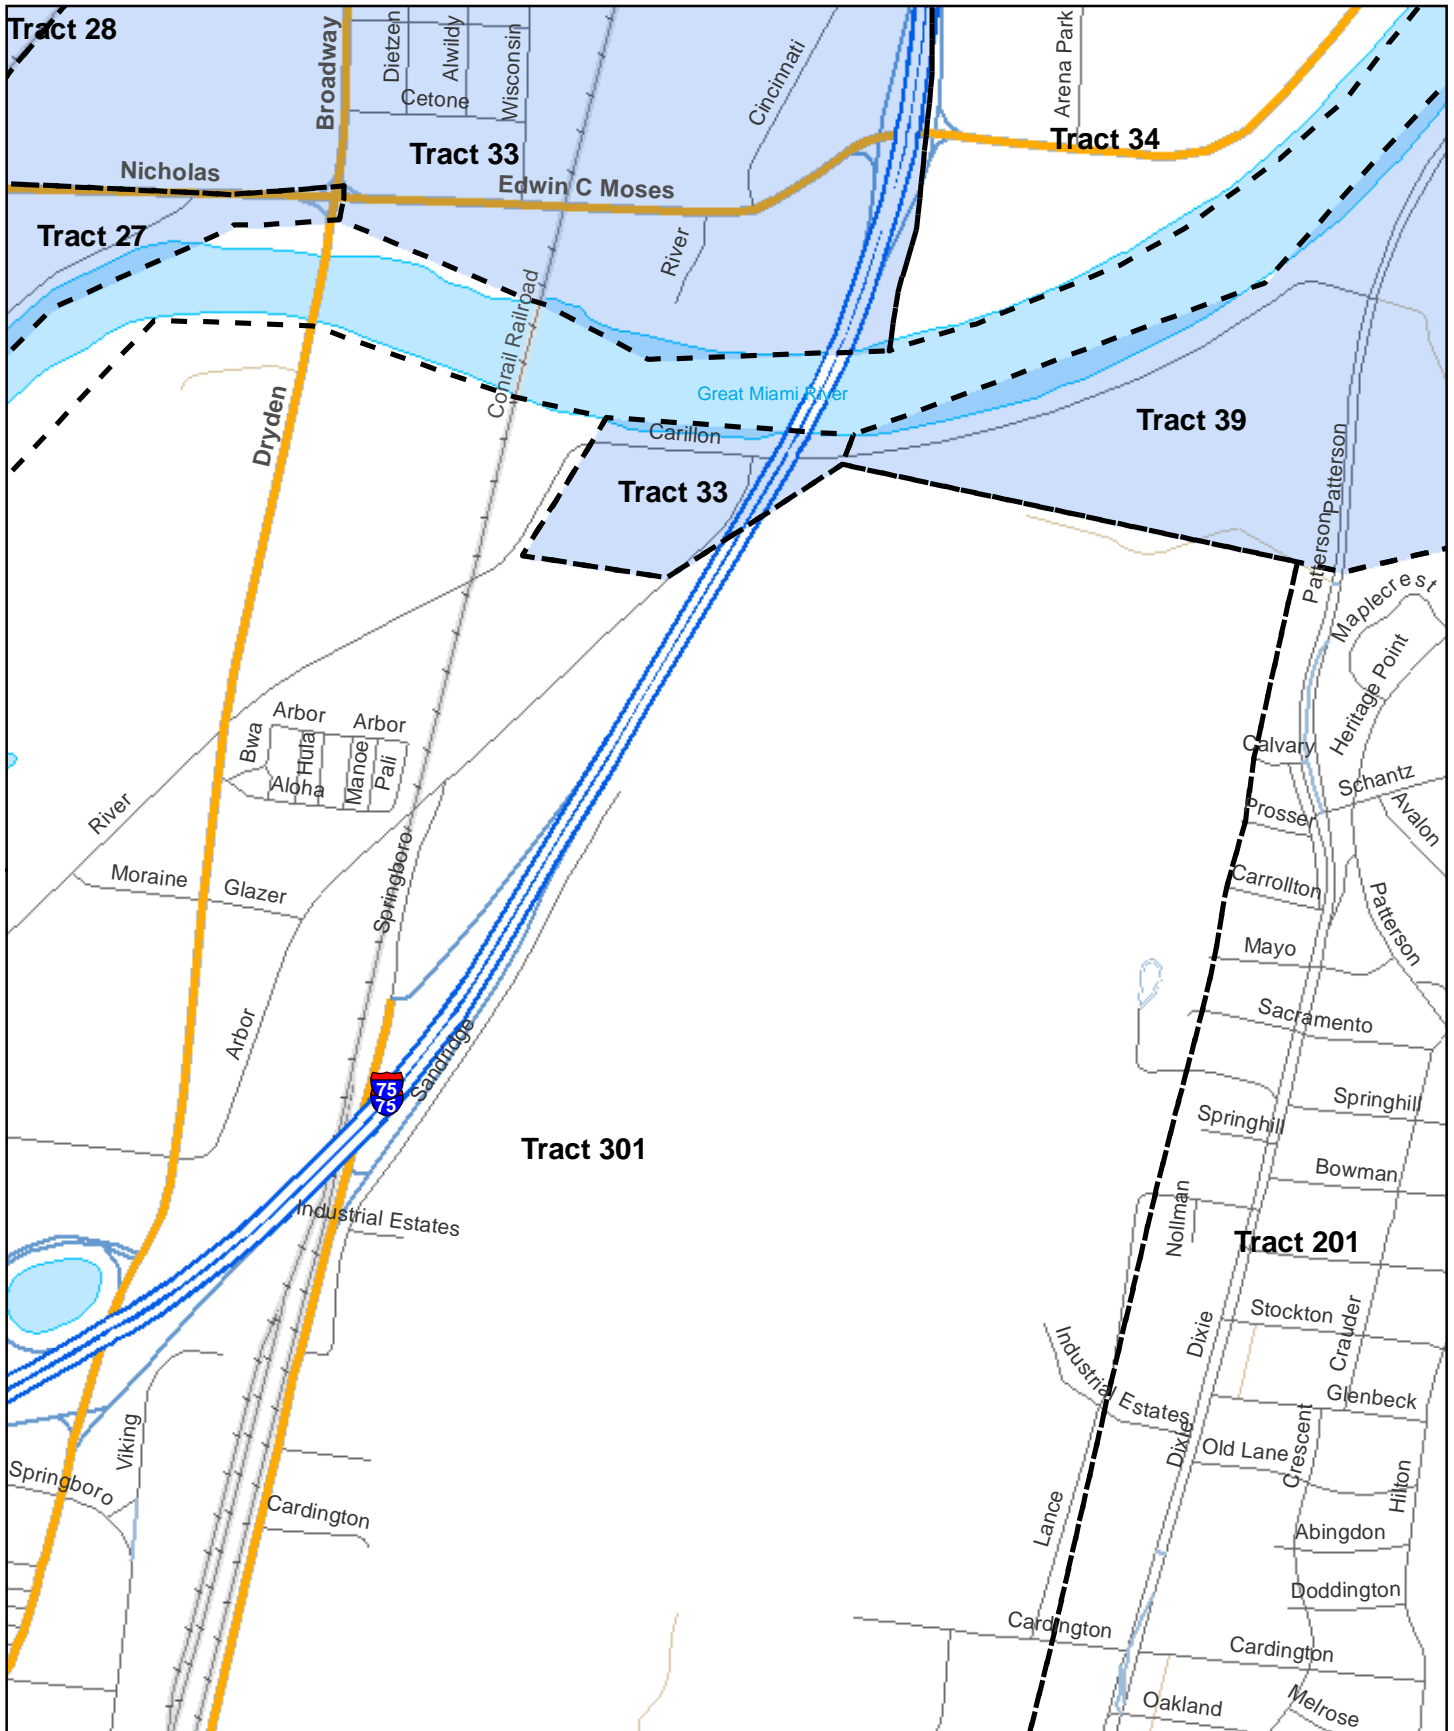 Tract 28
Broadway
Dietzen
Alwildy
Wisconsin
Cetone
Cincinnati
Arena Park
Tract 33
Tract 34
Nicholas
Edwin C Moses
Tract 27
River
Conrail Railroad
Great Miami River
Dryden
Carillon
Tract 39
Tract 33
Patterson
Patterson
Maplecrest
Heritage Point
Arbor
Arbor
Bwa
Hula
Manoe
Pali
Aloha
Calvary
Schantz
Avalon
River
Prosser
Springboro
Moraine
Glazer
Carrollton
Patterson
Mayo
Arbor
Sacramento
Sandridge
75
75
Springhill
Springhill
Tract 301
Bowman
Nollman
Industrial Estates
Tract 201
Stockton
Dixie
Crauder
Industrial Estates
Glenbeck
Viking
Dixie
Old Lane
Crescent
Hilton
Springboro
Cardington
Lance
Abingdon
Doddington
Cardington
Cardington
Oakland
Melrose